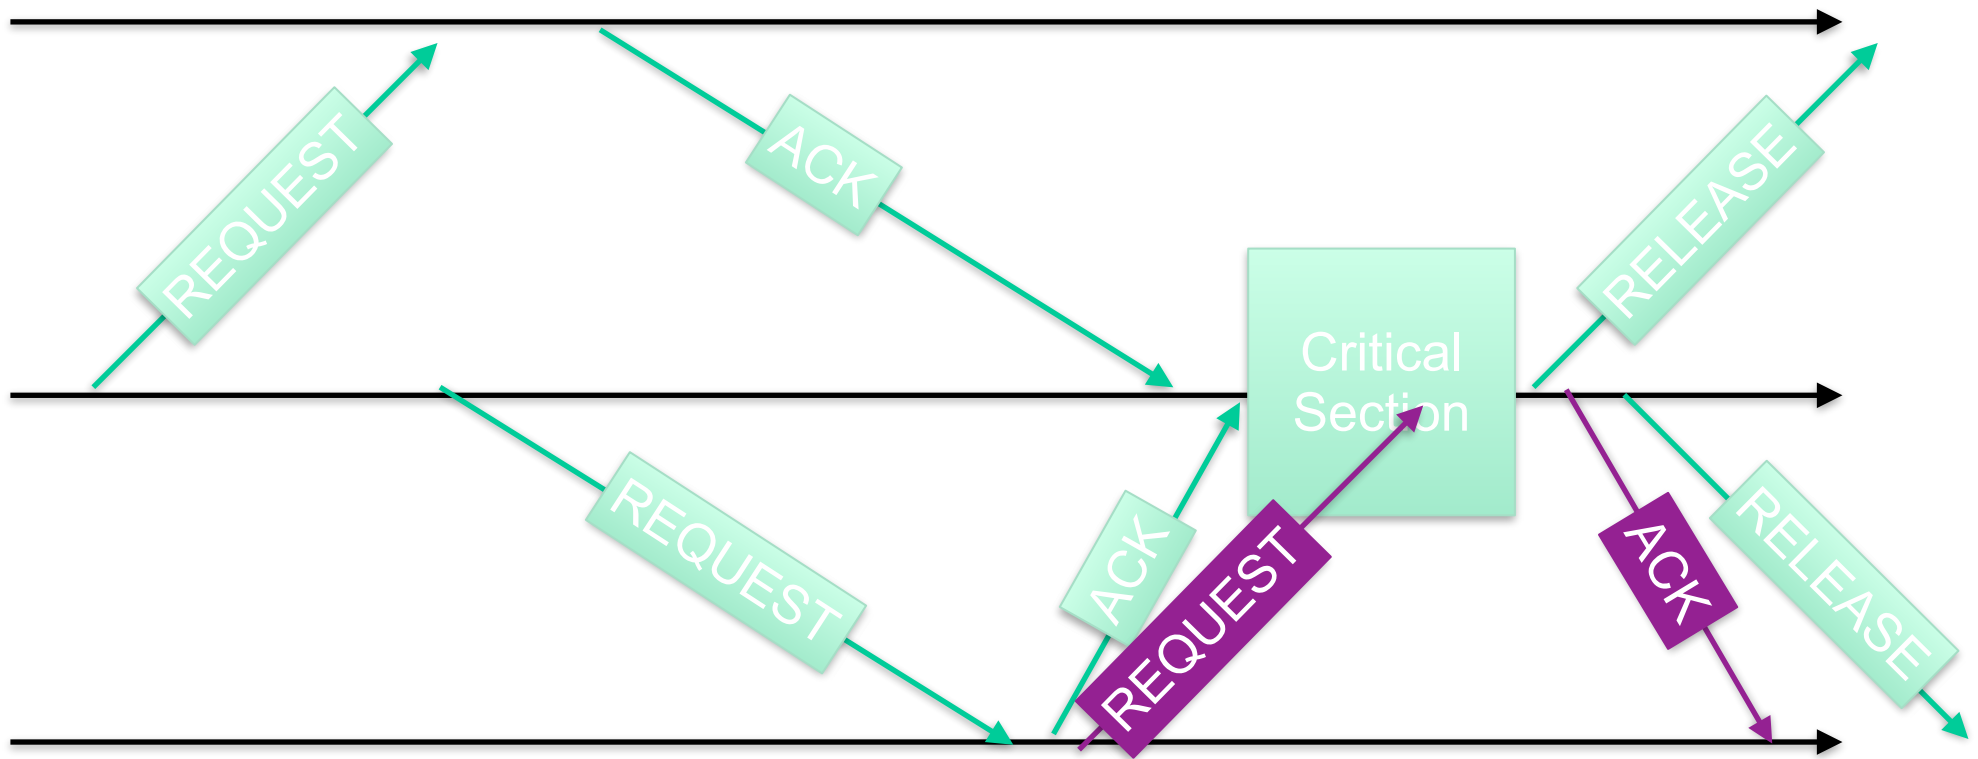 REQUEST
ACK
RELEASE
Critical
Section
REQUEST
ACK
REQUEST
ACK
RELEASE